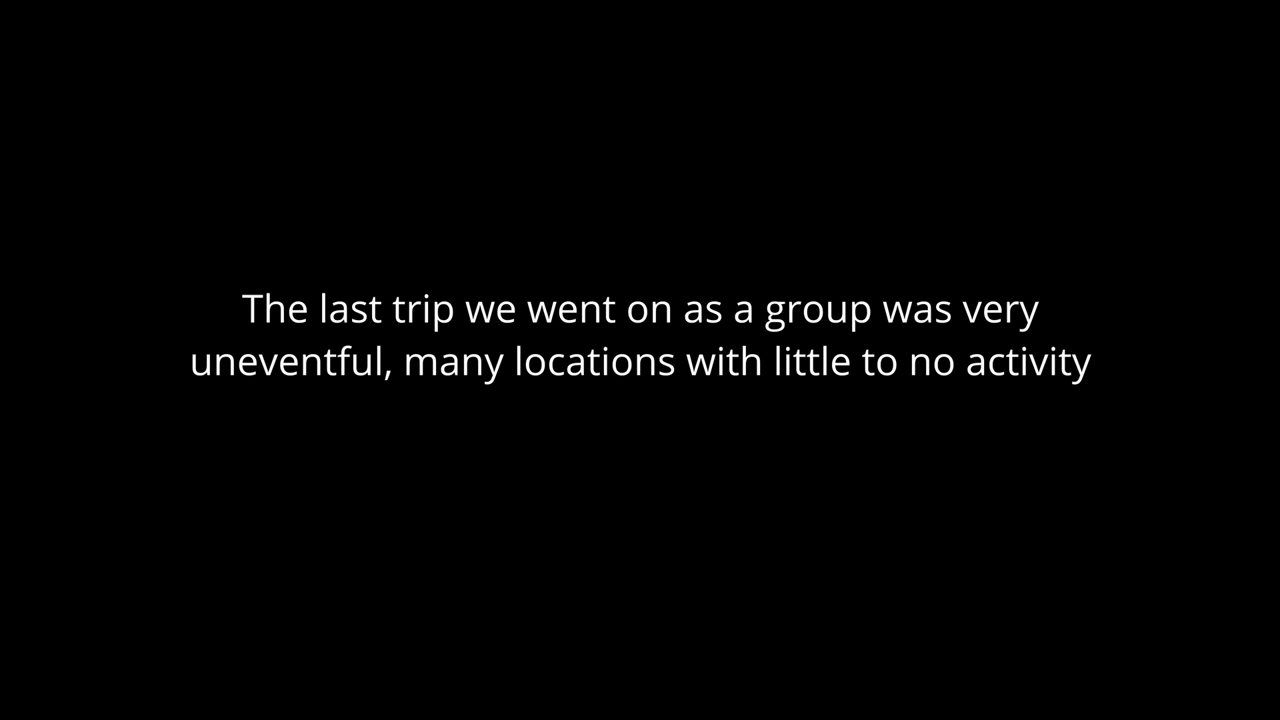 The last trip we went on as a group was very
uneventful, many locations with little to no activity